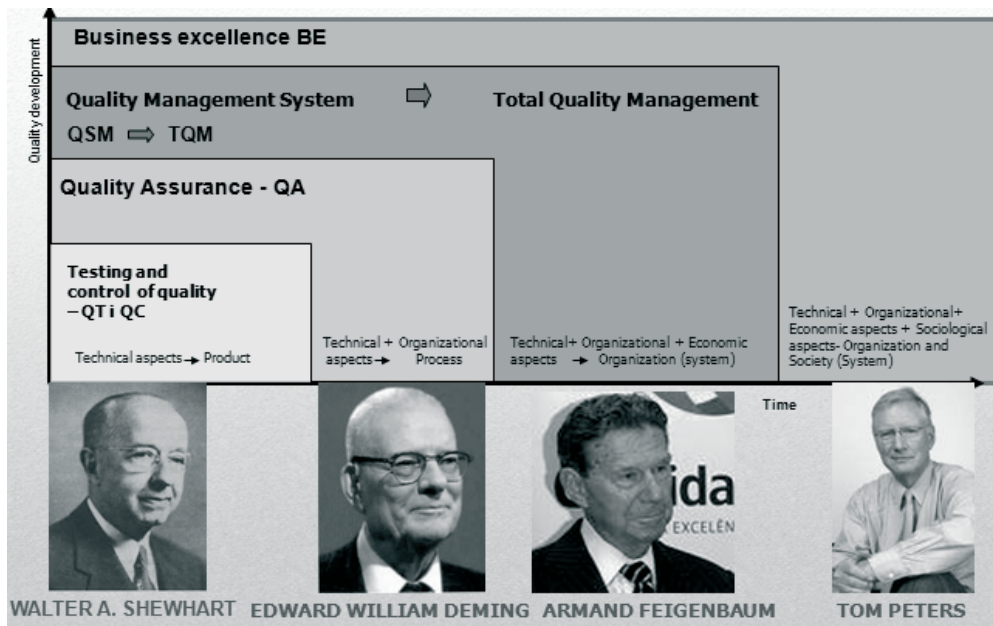 Quality development
Business excellence BE
Quality Management System
Total Quality Management
QSM
TQM
Quality Assurance - QA
Testing and
control of quality
– QT i QC
Technical aspects
Product
Technical + Organizational
aspects
Process
Technical+ Organizational + Economic
aspects
Organization (system)
Technical + Organizational+
Economic aspects + Sociological
aspects- Organization and
Society (System)
Time
ida
EXCELÊN
WALTER A. SHEWHART
EDWARD WILLIAM DEMING
ARMAND FEIGENBAUM
TOM PETERS